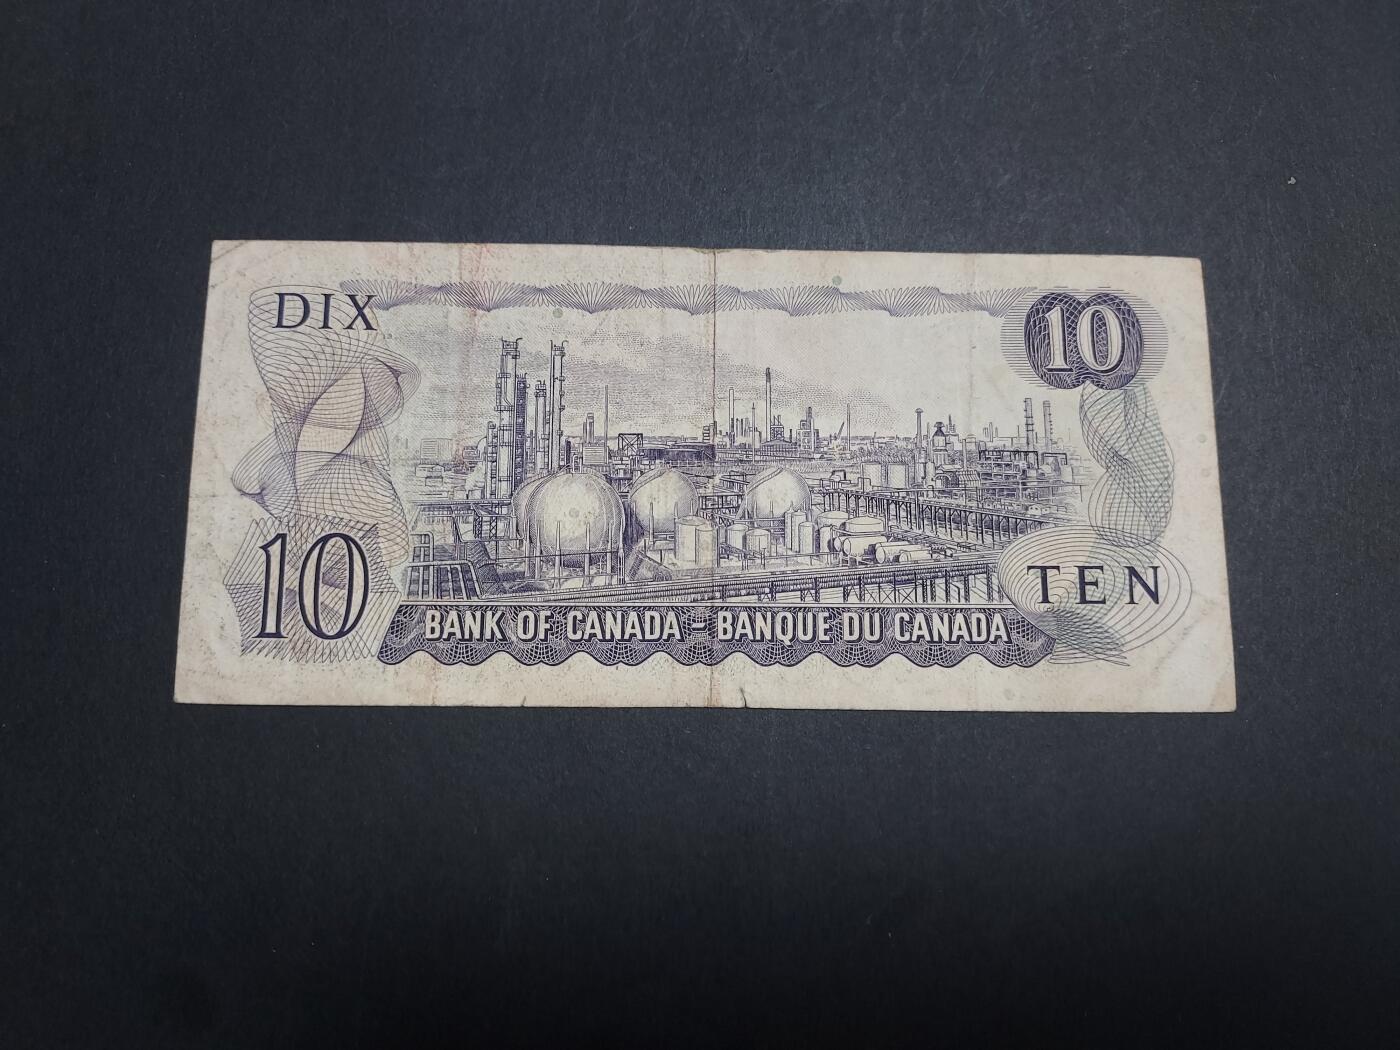 DIX
10
10
TEN
BANK OF CANADA - BANQUE DU CANADA